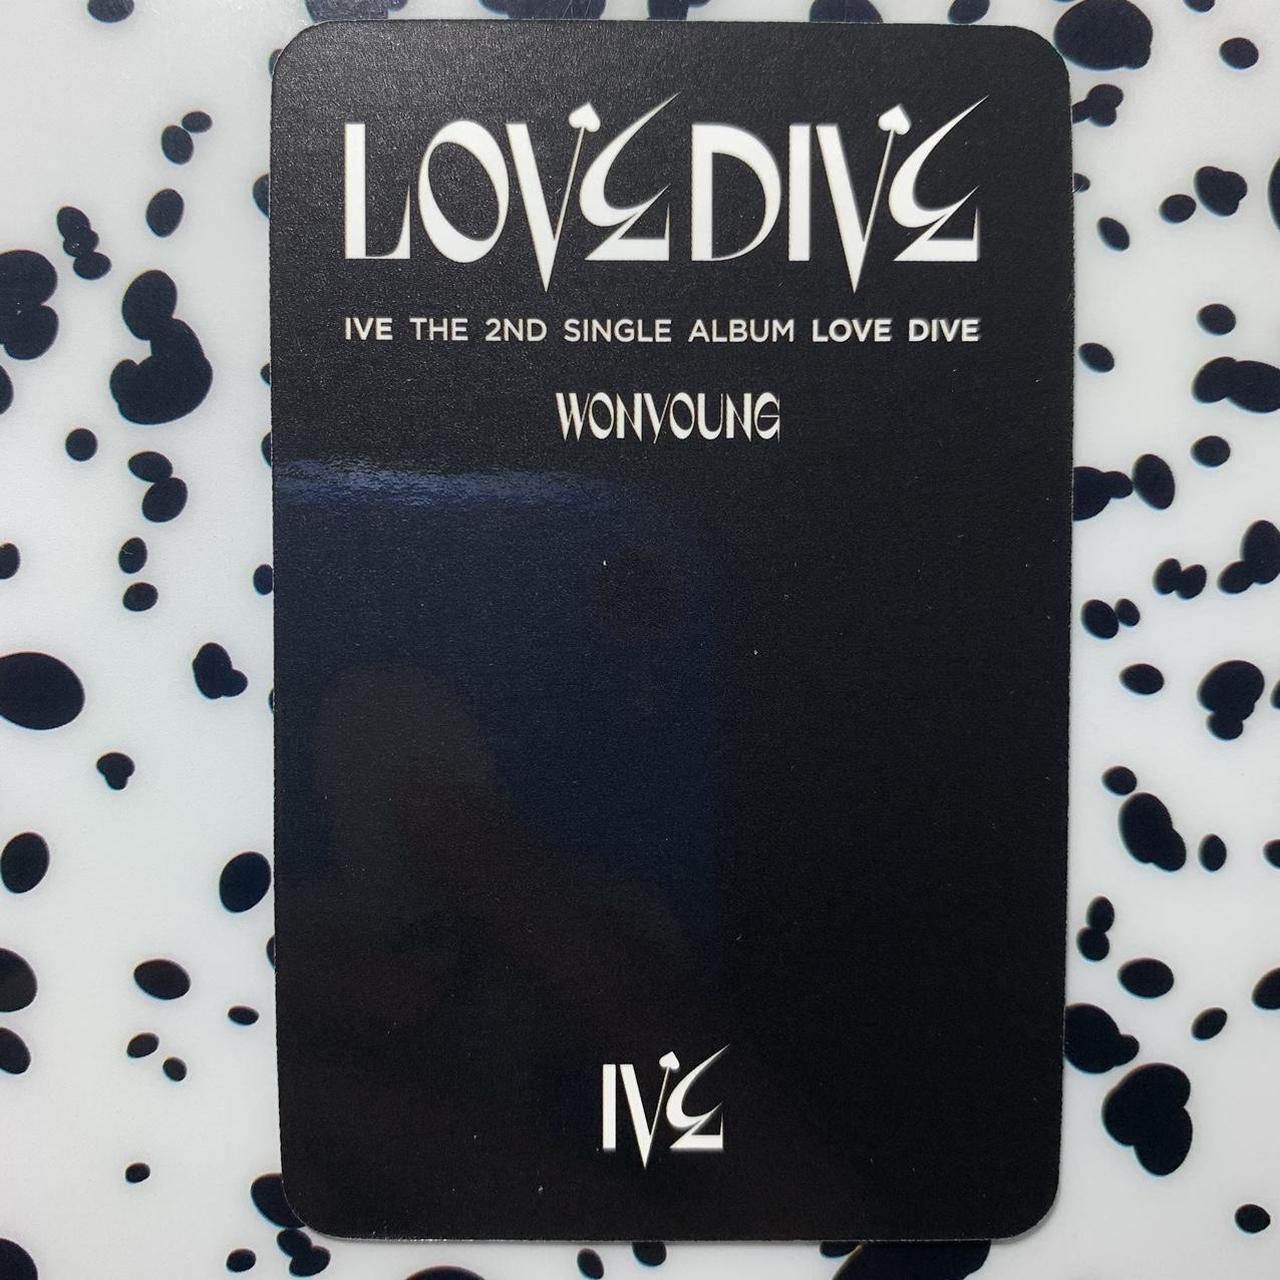 LOVE DIVE
IVE THE 2ND SINGLE ALBUM LOVE DIVE
WONYOUNG
IVE